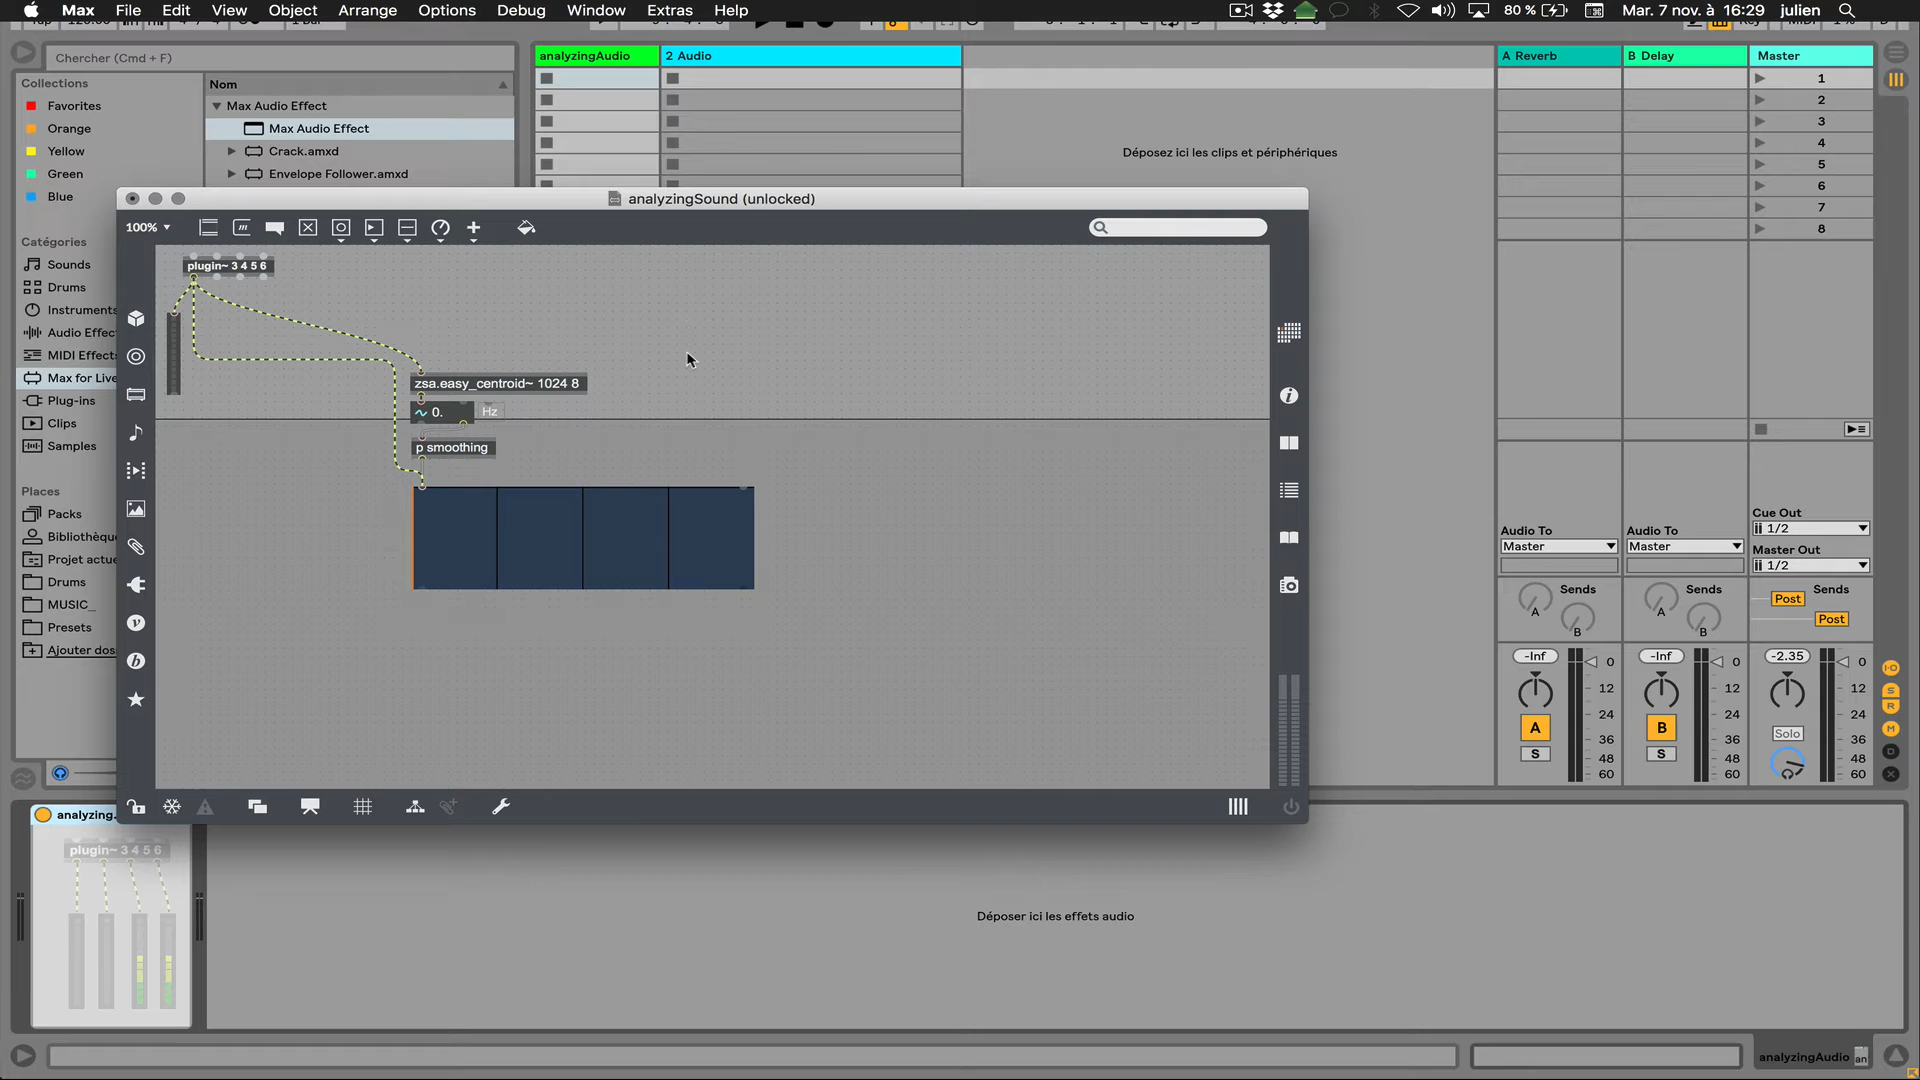 Max File Edit View Object Arrange Options Debug Window Extras Help
80 % Mar. 7 nov. à 16:29 julien
Chercher (Cmd + F)
Collections
Favorites
Orange
Yellow
Green
Blue
Catégories
Sounds
Drums
Instruments
Audio Effec
MIDI Effects
Max for Live
Plug-ins
Clips
Samples
Places
Packs
Bibliothèque
Projet actue
Drums
MUSIC_
Presets
Ajouter dos
Nom
Max Audio Effect
Max Audio Effect
Crack.amxd
Envelope Follower.amxd
analyzingAudio
2 Audio
Déposez ici les clips et périphériques
A Reverb
B Delay
Master
1
2
3
4
5
6
7
8
analyzingSound (unlocked)
100%
plugin~ 3 4 5 6
zsa.easy_centroid~ 1024 8
0.
Hz
p smoothing
Cue Out
1/2
Audio To
Audio To
Master Out
Master
Master
1/2
Sends
Sends
Sends
A
A
Post
B
B
Post
-Inf
0
-Inf
0
-2.35
0
12
12
12
24
24
24
A
B
Solo
36
36
36
S
S
48
48
48
60
60
60
S
R
M
D
analyzing.
plugin~ 3 4 5 6
Déposer ici les effets audio
analyzingAudio
an